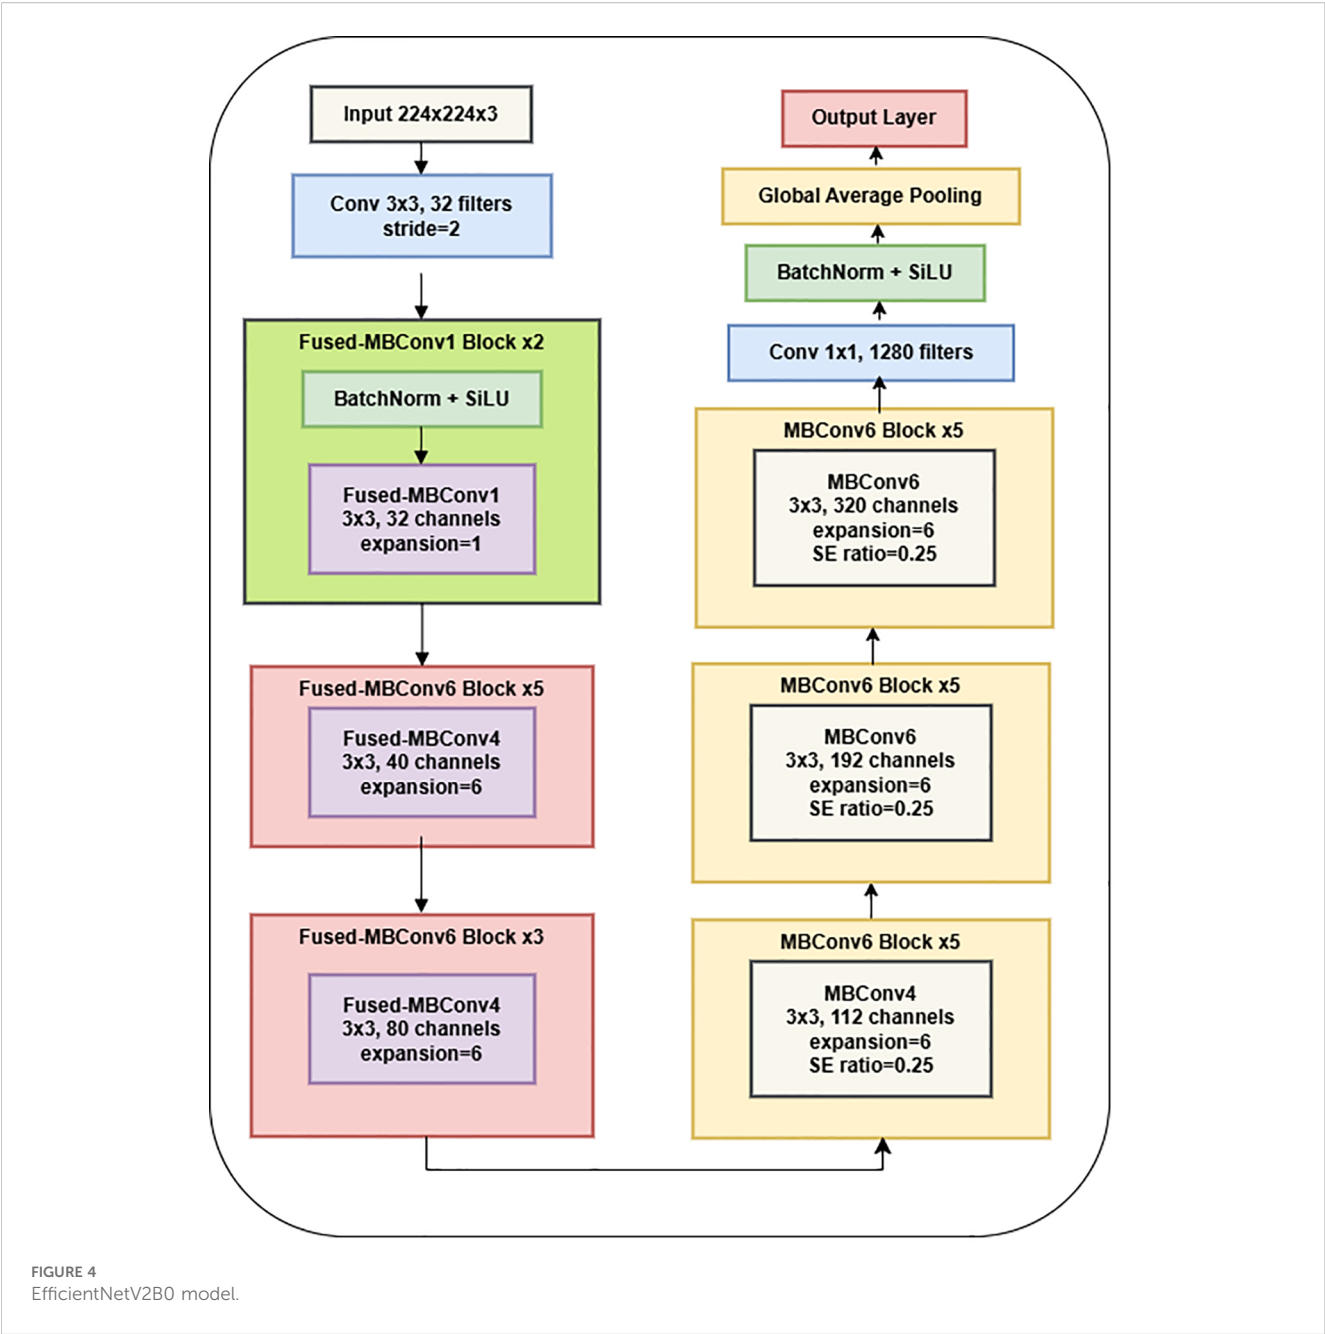 Input 224x224x3
Conv 3x3, 32 filters
stride=2
Fused-MBConv1 Block x2
BatchNorm + SiLU
Fused-MBConv1
3x3, 32 channels
expansion=1
Fused-MBConv6 Block x5
Fused-MBConv4
3x3, 40 channels
expansion=6
Fused-MBConv6 Block x3
Fused-MBConv4
3x3, 80 channels
expansion=6
MBConv6 Block x5
MBConv4
3x3, 112 channels
expansion=6
SE ratio=0.25
MBConv6 Block x5
MBConv6
3x3, 192 channels
expansion=6
SE ratio=0.25
MBConv6 Block x5
MBConv6
3x3, 320 channels
expansion=6
SE ratio=0.25
Conv 1x1, 1280 filters
BatchNorm + SiLU
Global Average Pooling
Output Layer
FIGURE 4
EfficientNetV2B0 model.